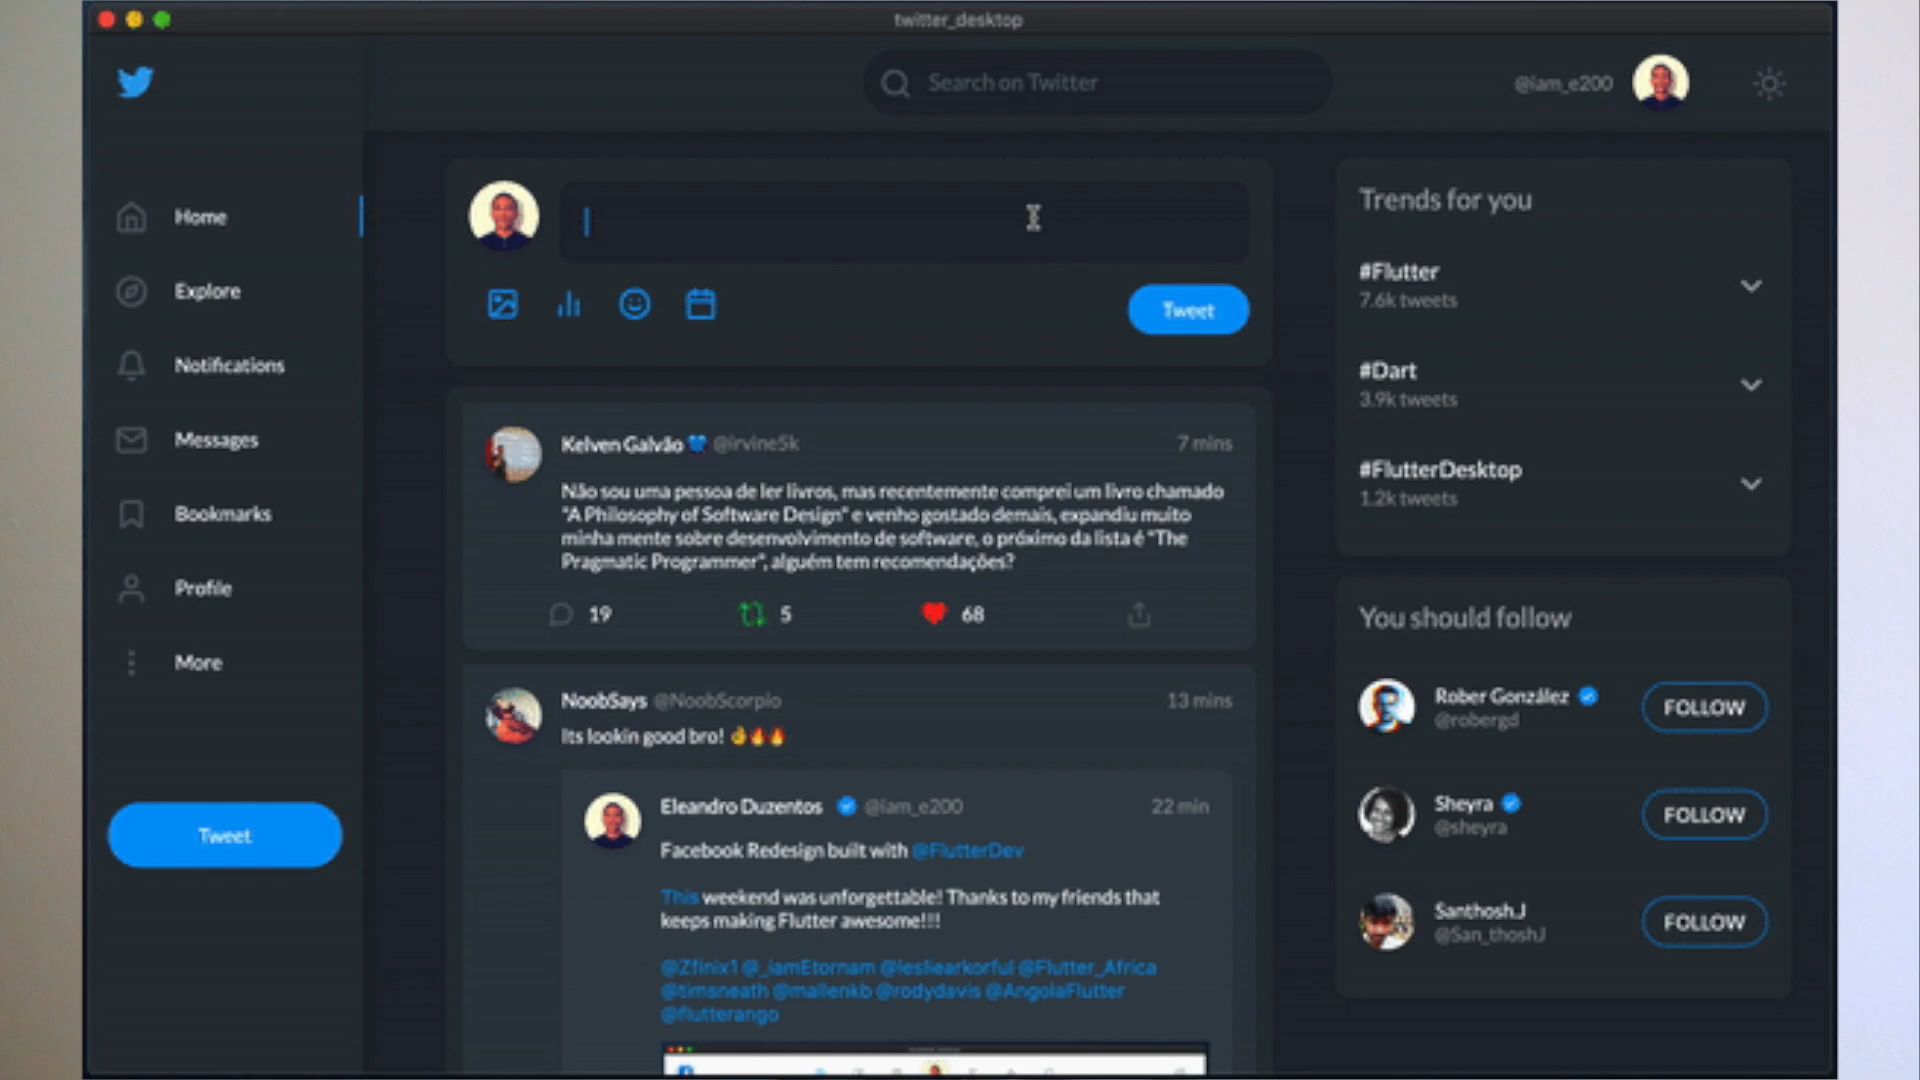 twitter_desktop
Search on Twitter
@iam_e200
Home
Explore
Notifications
Messages
Bookmarks
Profile
More
Tweet
Tweet
Kelven Galvão @irvine5k 7 mins
Não sou uma pessoa de ler livros, mas recentemente comprei um livro chamado
"A Philosophy of Software Design" e venho gostado demais, expandiu muito
minha mente sobre desenvolvimento de software, o próximo da lista é "The
Pragmatic Programmer", alguém tem recomendações?
19 5 68
NoobSays @NoobScorpio 13 mins
Its lookin good bro! 👌🔥🔥
Eleandro Duzentos @iam_e200 22 min
Facebook Redesign built with @FlutterDev
This weekend was unforgettable! Thanks to my friends that
keeps making Flutter awesome!!!
@Zfinix1 @_iamEtornam @lesliearkorful @Flutter_Africa
@timsneath @mallenkb @rodydavis @AngolaFlutter
@flutterango
Trends for you
#Flutter
7.6k tweets
#Dart
3.9k tweets
#FlutterDesktop
1.2k tweets
You should follow
Rober González
@robergd
FOLLOW
Sheyra
@sheyra
FOLLOW
Santhosh.J
@San_thoshJ
FOLLOW